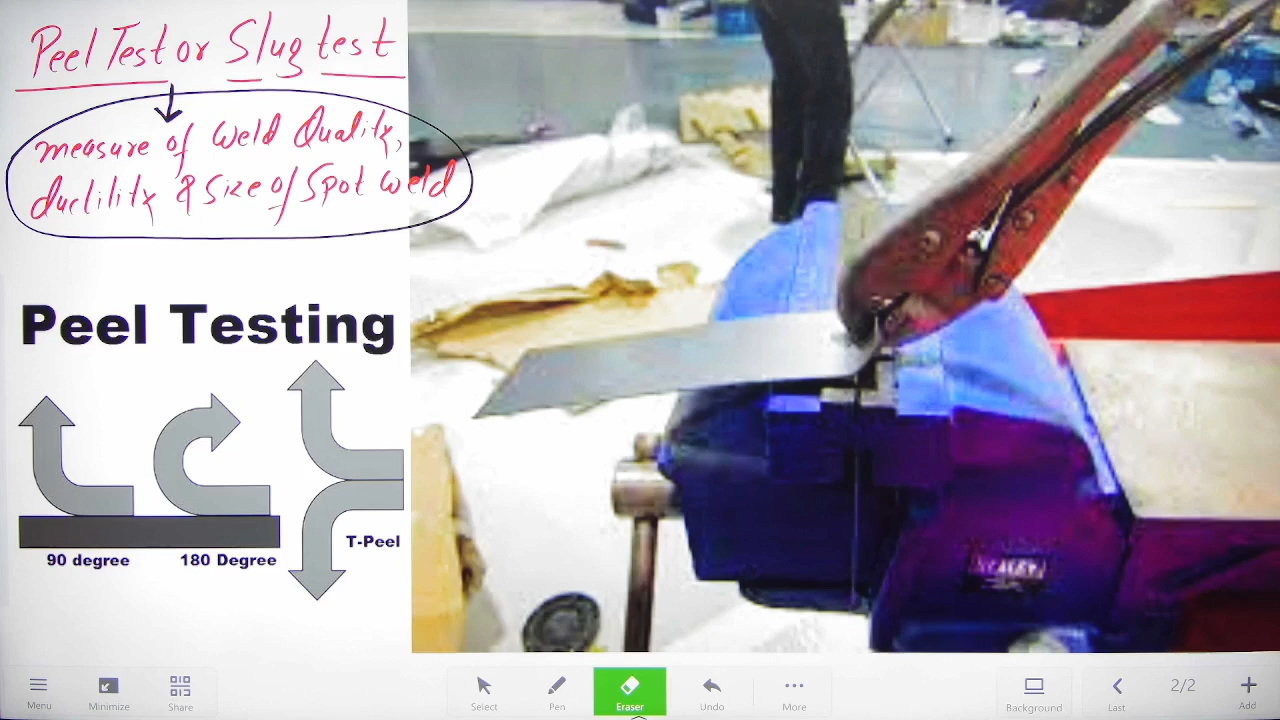 Peel Test or Slug test
measure of weld Quality,
ductility & Size of Spot weld
Peel Testing
90 degree
180 Degree
T-Peel
SEALEY
Menu
Minimize
Share
Select
Pen
Eraser
Undo
More
Background
Last
2/2
Add